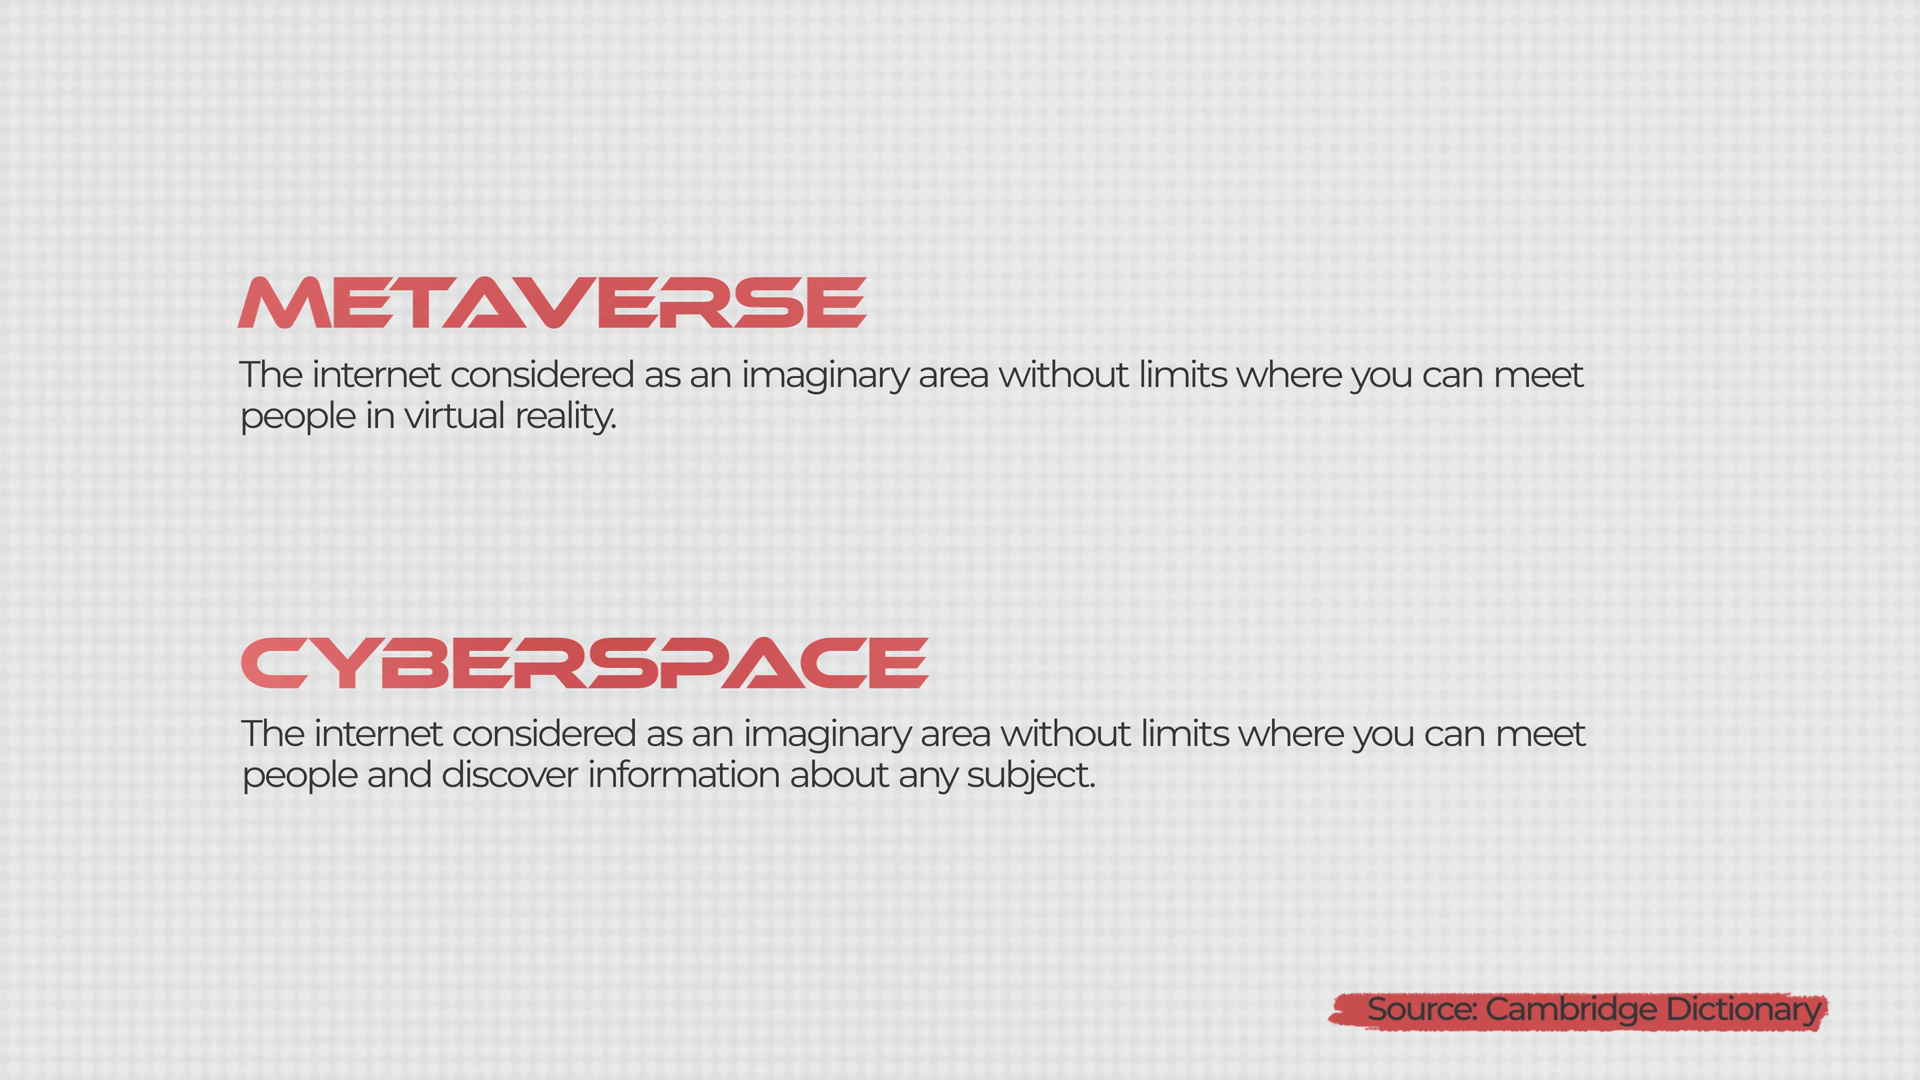 METAVERSE
The internet considered as an imaginary area without limits where you can meet
people in virtual reality.
CYBERSPACE
The internet considered as an imaginary area without limits where you can meet
people and discover information about any subject.
Source: Cambridge Dictionary